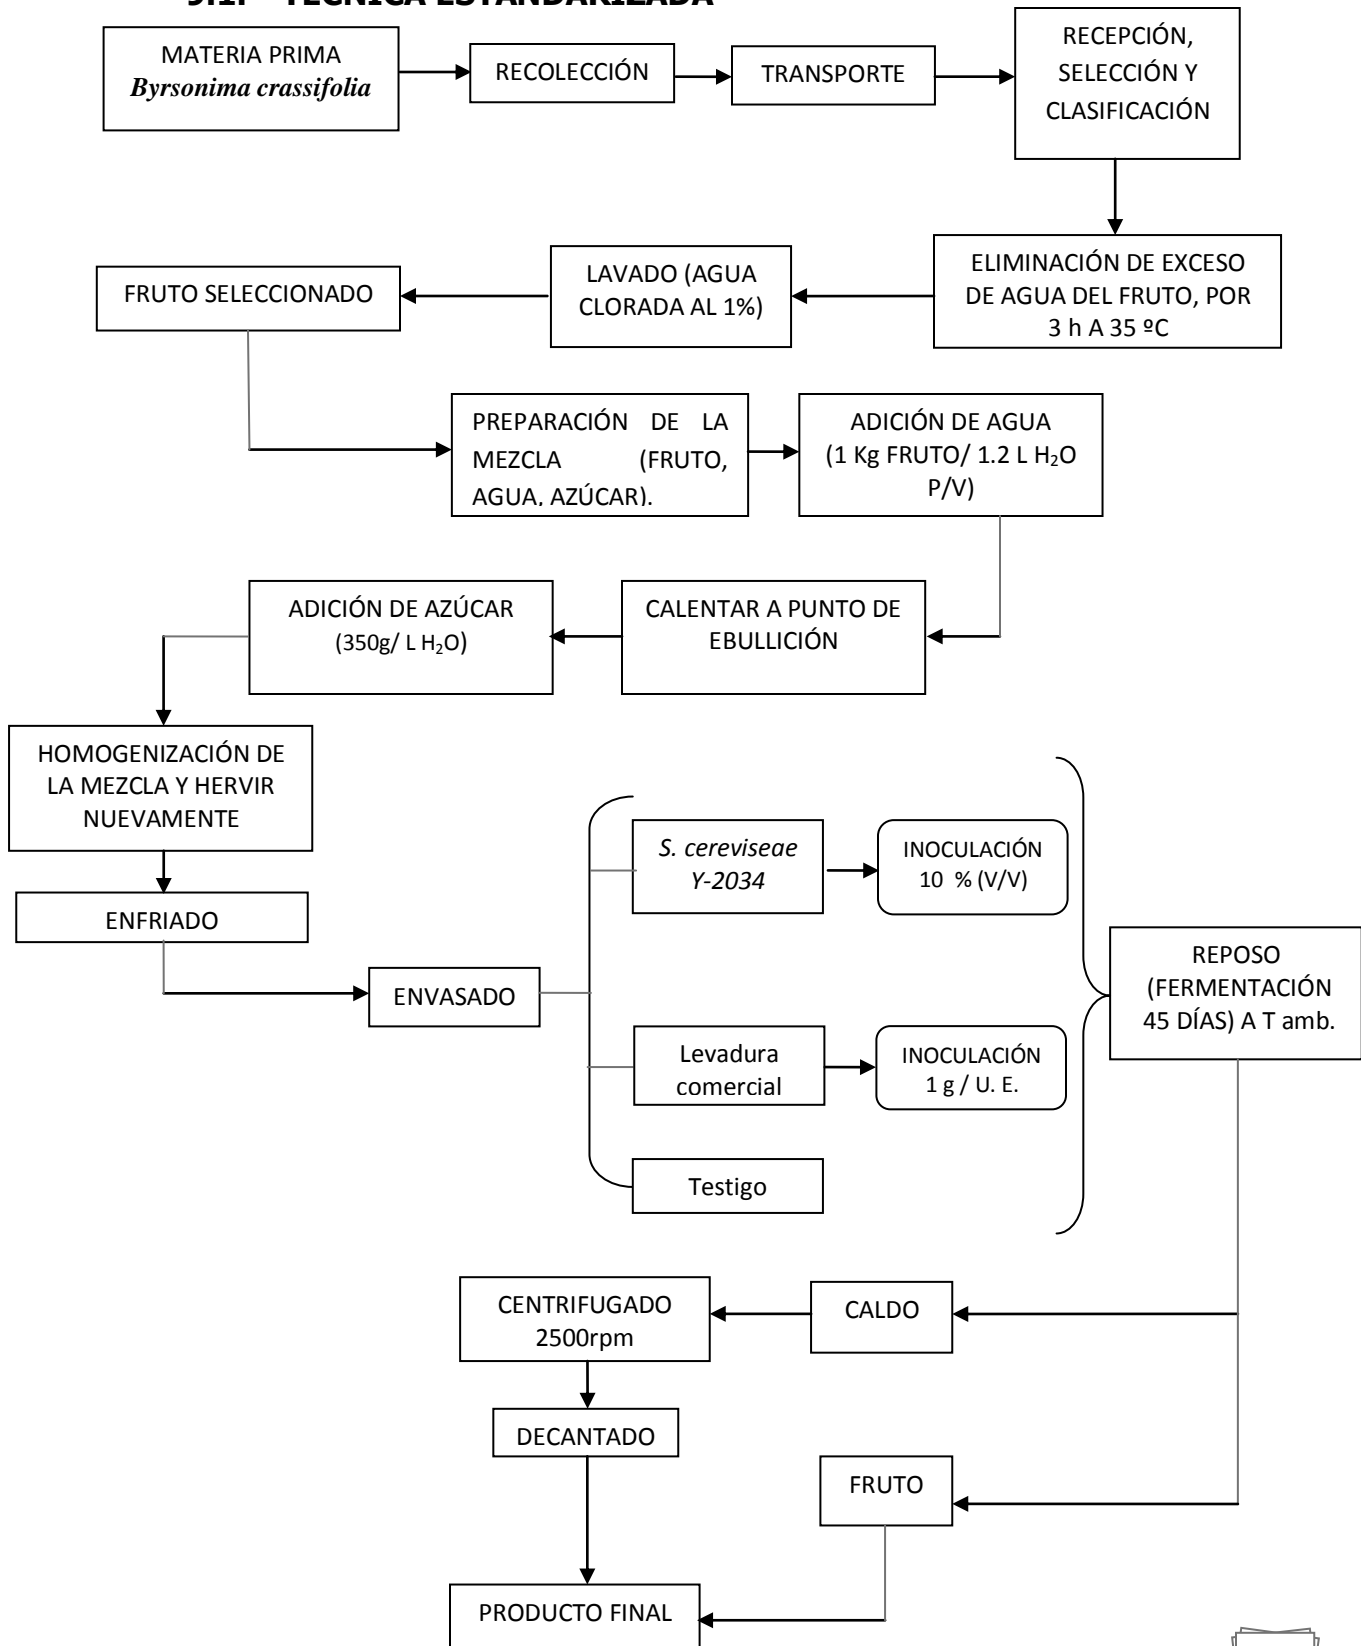 9.1. TÉCNICA ESTANDARIZADA
MATERIA PRIMA
Byrsonima crassifolia
RECOLECCIÓN
TRANSPORTE
RECEPCIÓN,
SELECCIÓN Y
CLASIFICACIÓN
ELIMINACIÓN DE EXCESO
DE AGUA DEL FRUTO, POR
3 h A 35 ºC
LAVADO (AGUA
CLORADA AL 1%)
FRUTO SELECCIONADO
PREPARACIÓN DE LA
MEZCLA (FRUTO,
AGUA, AZÚCAR).
ADICIÓN DE AGUA
(1 Kg FRUTO/ 1.2 L H₂O
P/V)
CALENTAR A PUNTO DE
EBULLICIÓN
ADICIÓN DE AZÚCAR
(350g/ L H₂O)
HOMOGENIZACIÓN DE
LA MEZCLA Y HERVIR
NUEVAMENTE
ENFRIADO
ENVASADO
S. cereviseae
Y-2034
INOCULACIÓN
10 % (V/V)
Levadura
comercial
INOCULACIÓN
1 g / U. E.
Testigo
REPOSO
(FERMENTACIÓN
45 DÍAS) A T amb.
CALDO
CENTRIFUGADO
2500rpm
DECANTADO
FRUTO
PRODUCTO FINAL